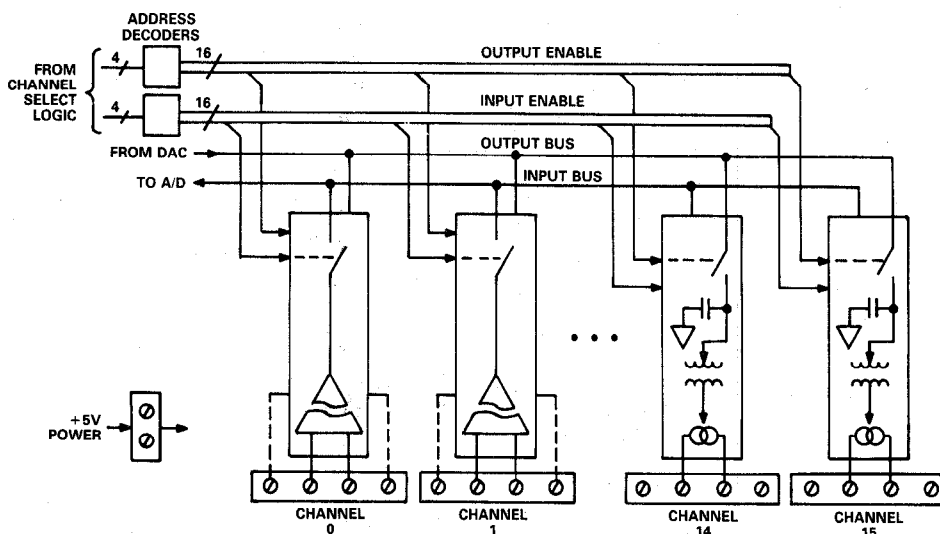 ADDRESS
DECODERS
4
16
OUTPUT ENABLE
FROM
CHANNEL
SELECT
LOGIC
4
16
INPUT ENABLE
FROM DAC
OUTPUT BUS
TO A/D
INPUT BUS
+5V
POWER
CHANNEL
0
CHANNEL
1
CHANNEL
14
CHANNEL
15